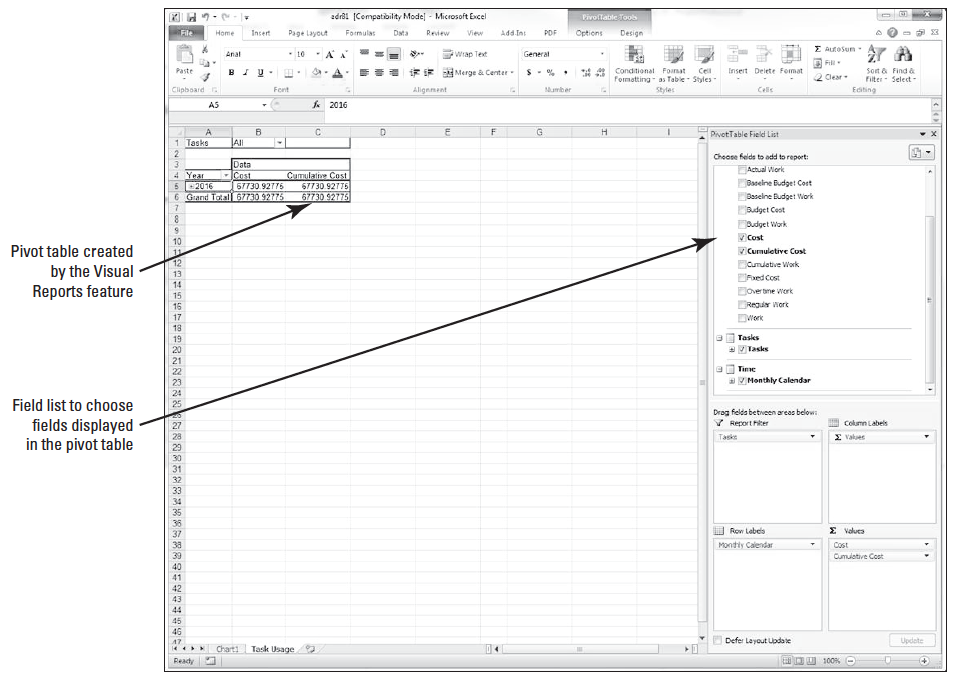 adr81 [Compatibility Mode] - Microsoft Excel
PivotTable Tools
File Home Insert Page Layout Formulas Data Review View Add-Ins PDF Options Design
Paste
Clipboard
Arial 10
B I U
Font
Wrap Text
Merge & Center
Alignment
General
$ % ,
Number
Conditional Formatting
Format as Table
Cell Styles
Styles
Insert Delete Format
Cells
AutoSum
Fill
Clear
Sort & Filter
Find & Select
Editing
A5 fx 2016
A B C D E F G H I
1 Tasks All
2
3 Data
4 Year Cost Cumulative Cost
5 2016 67730.92775 67730.92775
6 Grand Total 67730.92775 67730.92775
7
8
9
10
11
12
13
14
15
16
17
18
19
20
21
22
23
24
25
26
27
28
29
30
31
32
33
34
35
36
37
38
39
40
41
42
43
44
45
46
47
Pivot table created
by the Visual
Reports feature
Field list to choose
fields displayed
in the pivot table
PivotTable Field List
Choose fields to add to report:
Actual Work
Baseline Budget Cost
Baseline Budget Work
Budget Cost
Budget Work
Cost
Cumulative Cost
Cumulative Work
Fixed Cost
Overtime Work
Regular Work
Work
Tasks
Tasks
Time
Monthly Calendar
Drag fields between areas below:
Report Filter
Tasks
Column Labels
Σ Values
Row Labels
Monthly Calendar
Σ Values
Cost
Cumulative Cost
Defer Layout Update Update
Chart1 Task Usage
Ready 100%